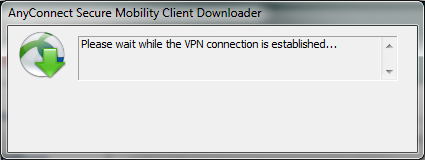 AnyConnect Secure Mobility Client Downloader
Please wait while the VPN connection is established...